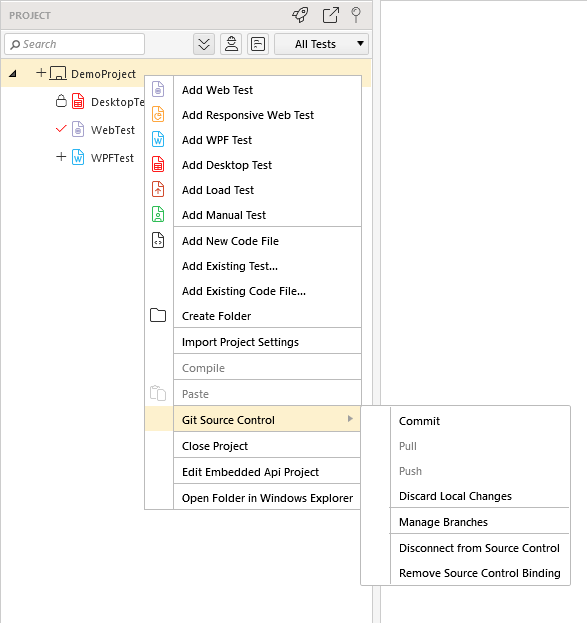 PROJECT
Search
All Tests
DemoProject
DesktopTe
WebTest
WPFTest
Add Web Test
Add Responsive Web Test
Add WPF Test
Add Desktop Test
Add Load Test
Add Manual Test
Add New Code File
Add Existing Test...
Add Existing Code File...
Create Folder
Import Project Settings
Compile
Paste
Git Source Control
Close Project
Edit Embedded Api Project
Open Folder in Windows Explorer
Commit
Pull
Push
Discard Local Changes
Manage Branches
Disconnect from Source Control
Remove Source Control Binding